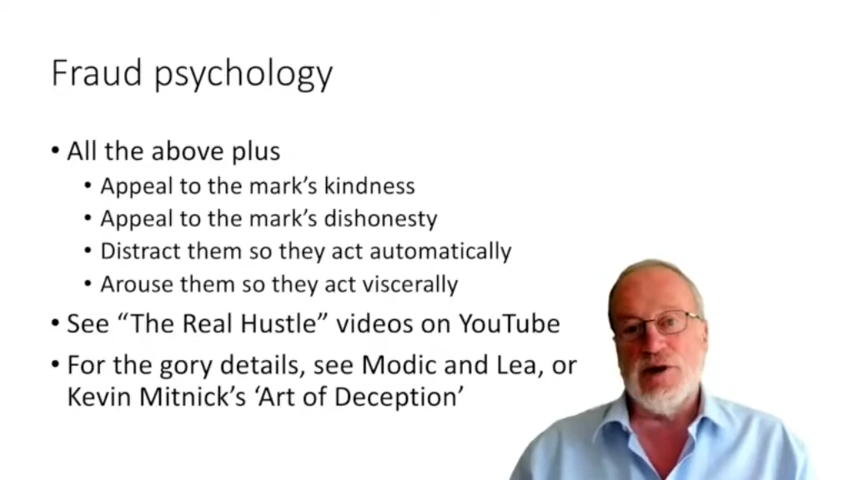 Fraud psychology
• All the above plus
• Appeal to the mark’s kindness
• Appeal to the mark’s dishonesty
• Distract them so they act automatically
• Arouse them so they act viscerally
• See “The Real Hustle” videos on YouTube
• For the gory details, see Modic and Lea, or
Kevin Mitnick’s ‘Art of Deception’